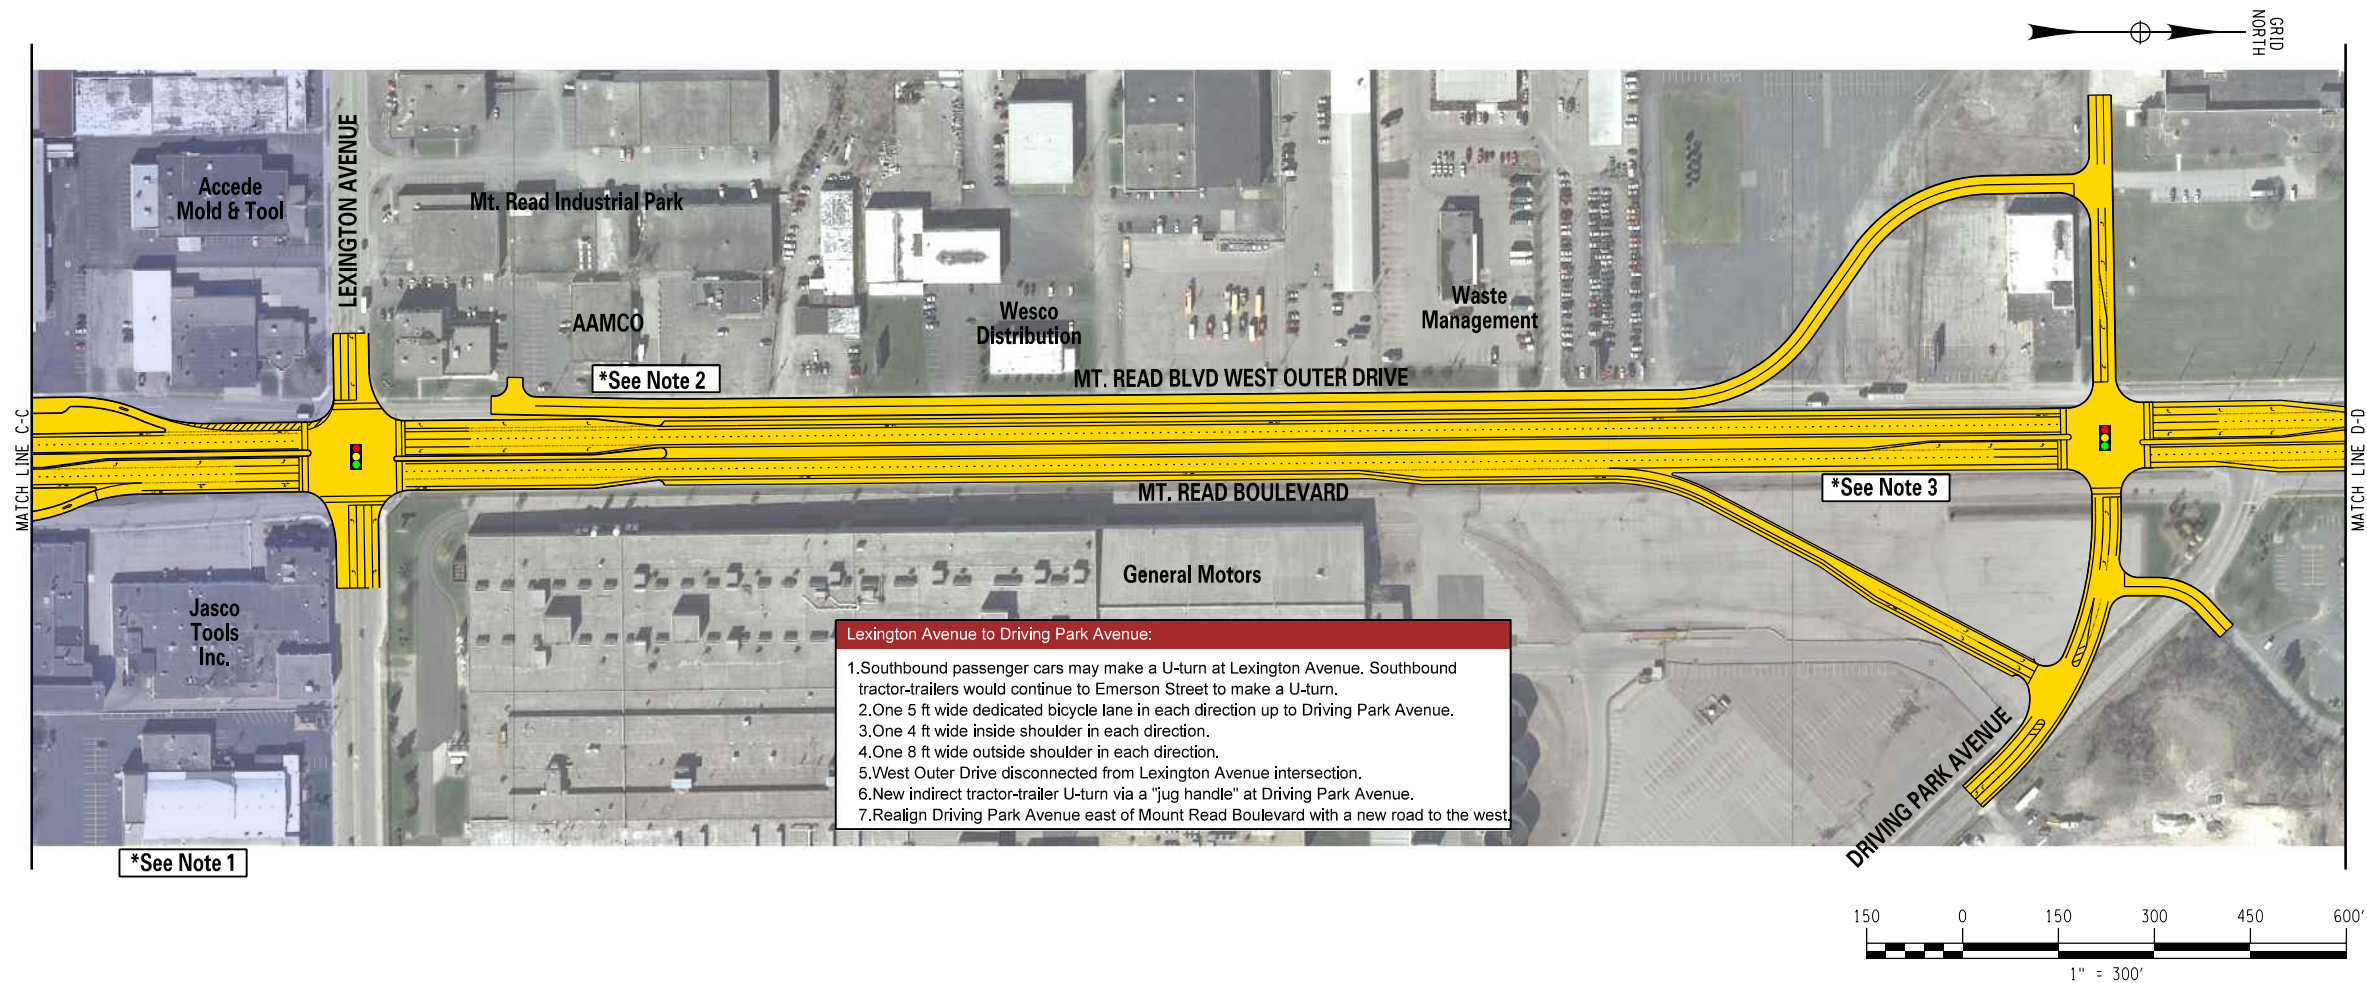 GRID
NORTH
MATCH LINE C-C
MATCH LINE D-D
LEXINGTON AVENUE
Accede
Mold & Tool
Mt. Read Industrial Park
AAMCO
*See Note 2
Wesco
Distribution
Waste
Management
MT. READ BLVD WEST OUTER DRIVE
MT. READ BOULEVARD
*See Note 3
General Motors
Jasco
Tools
Inc.
DRIVING PARK AVENUE
Lexington Avenue to Driving Park Avenue:
1.Southbound passenger cars may make a U-turn at Lexington Avenue. Southbound
tractor-trailers would continue to Emerson Street to make a U-turn.
2.One 5 ft wide dedicated bicycle lane in each direction up to Driving Park Avenue.
3.One 4 ft wide inside shoulder in each direction.
4.One 8 ft wide outside shoulder in each direction.
5.West Outer Drive disconnected from Lexington Avenue intersection.
6.New indirect tractor-trailer U-turn via a "jug handle" at Driving Park Avenue.
7.Realign Driving Park Avenue east of Mount Read Boulevard with a new road to the west.
*See Note 1
150 0 150 300 450 600'
1" = 300'